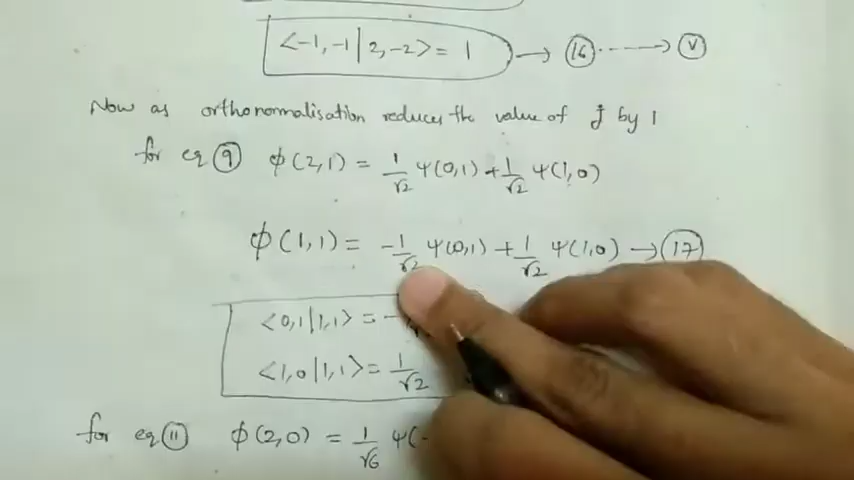 <-1, -1 | 2, -2> = 1 → (16) ------→ (V)
Now as orthonormalisation reduces the value of j by 1
for eq (9) ϕ(2,1) = 1/√2 ψ(0,1) + 1/√2 ψ(1,0)
ϕ(1,1) = -1/√2 ψ(0,1) + 1/√2 ψ(1,0) → (17)
<0,1 | 1,1> = -
<1,0 | 1,1> = 1/√2
for eq (11) ϕ(2,0) = 1/√6 ψ(-